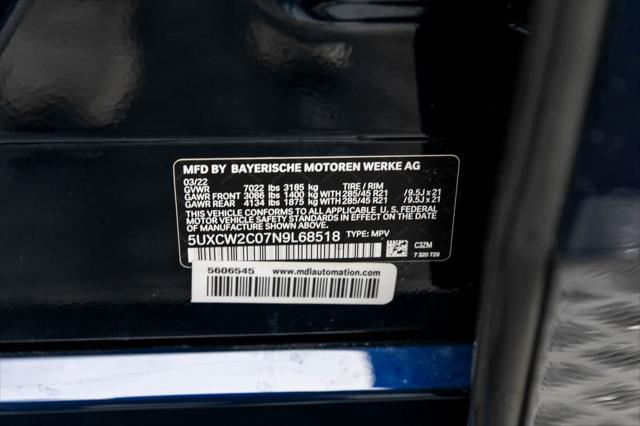 MFD BY BAYERISCHE MOTOREN WERKE AG
03/22
GVWR 7022 lbs 3185 kg TIRE / RIM
GAWR FRONT 3086 lbs 1400 kg WITH 285/45 R21 /9.5J x 21
GAWR REAR 4134 lbs 1875 kg WITH 285/45 R21 /9.5J x 21
THIS VEHICLE CONFORMS TO ALL APPLICABLE U.S. FEDERAL
MOTOR VEHICLE SAFETY STANDARDS IN EFFECT ON THE DATE
OF MANUFACTURE SHOWN ABOVE.
5UXCW2C07N9L68518 TYPE: MPV
C3ZM
7 320 729
5606545 www.mdlautomation.com